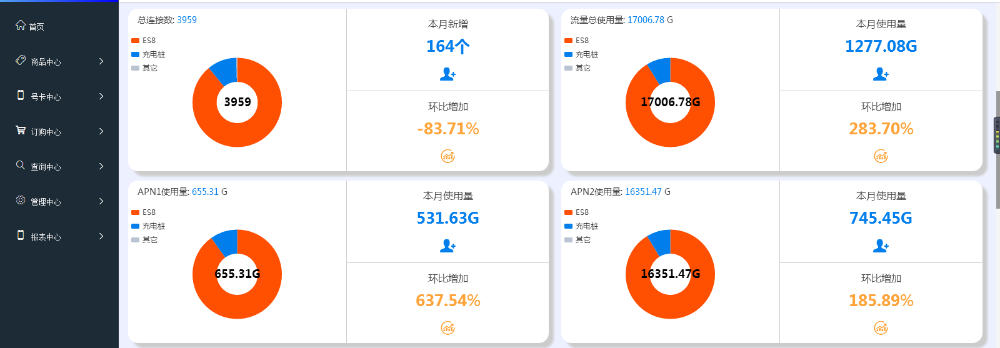 首页
商品中心
号卡中心
订购中心
查询中心
管理中心
报表中心
总连接数: 3959
ES8
充电桩
其它
3959
本月新增
164个
环比增加
-83.71%
流量总使用量: 17006.78 G
ES8
充电桩
其它
17006.78G
本月使用量
1277.08G
环比增加
283.70%
APN1使用量: 655.31 G
ES8
充电桩
其它
655.31G
本月使用量
531.63G
环比增加
637.54%
APN2使用量: 16351.47 G
ES8
充电桩
其它
16351.47G
本月使用量
745.45G
环比增加
185.89%